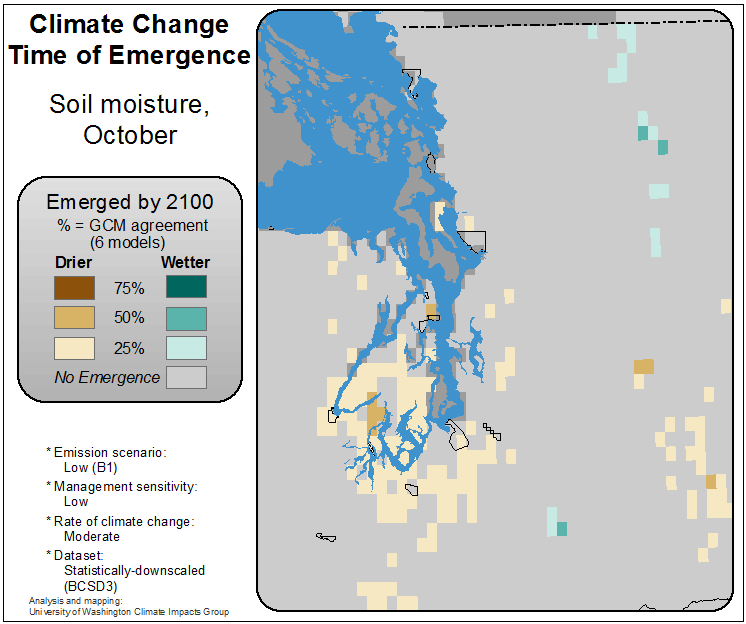 Climate Change
Time of Emergence
Soil moisture,
October
Emerged by 2100
% = GCM agreement
(6 models)
Drier Wetter
75%
50%
25%
No Emergence
* Emission scenario:
Low (B1)
* Management sensitivity:
Low
* Rate of climate change:
Moderate
* Dataset:
Statistically-downscaled
(BCSD3)
Analysis and mapping:
University of Washington Climate Impacts Group